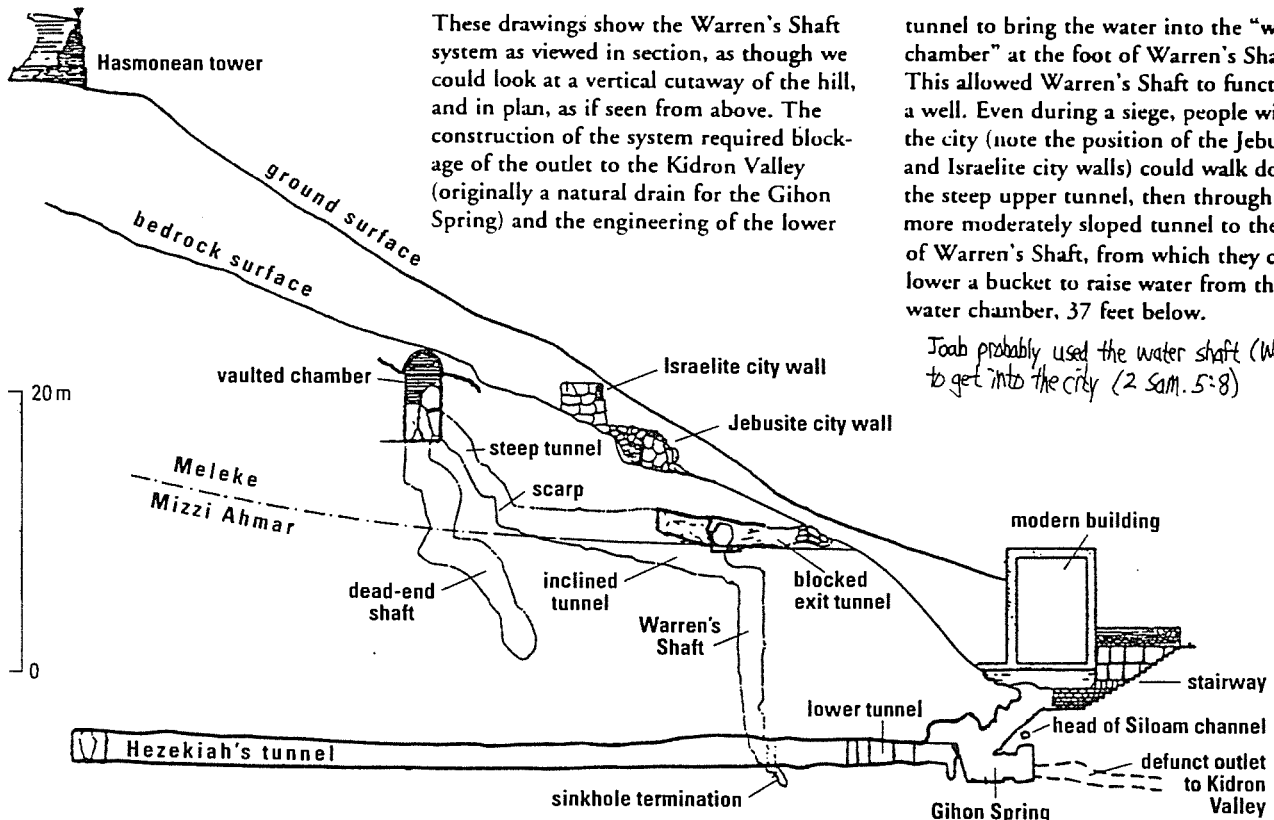 Hasmonean tower
These drawings show the Warren's Shaft
system as viewed in section, as though we
could look at a vertical cutaway of the hill,
and in plan, as if seen from above. The
construction of the system required block-
age of the outlet to the Kidron Valley
(originally a natural drain for the Gihon
Spring) and the engineering of the lower
tunnel to bring the water into the “w
chamber” at the foot of Warren's Sha
This allowed Warren's Shaft to funct
a well. Even during a siege, people wi
the city (note the position of the Jebu
and Israelite city walls) could walk do
the steep upper tunnel, then through
more moderately sloped tunnel to the
of Warren's Shaft, from which they c
lower a bucket to raise water from th
water chamber, 37 feet below.
Joab probably used the water shaft (W
to get into the city (2 Sam. 5:8)
ground surface
bedrock surface
vaulted chamber
Israelite city wall
Jebusite city wall
20 m
steep tunnel
scarp
Meleke
Mizzi Ahmar
modern building
dead-end
shaft
inclined
tunnel
blocked
exit tunnel
Warren's
Shaft
0
stairway
lower tunnel
head of Siloam channel
Hezekiah's tunnel
defunct outlet
to Kidron
Valley
sinkhole termination
Gihon Spring